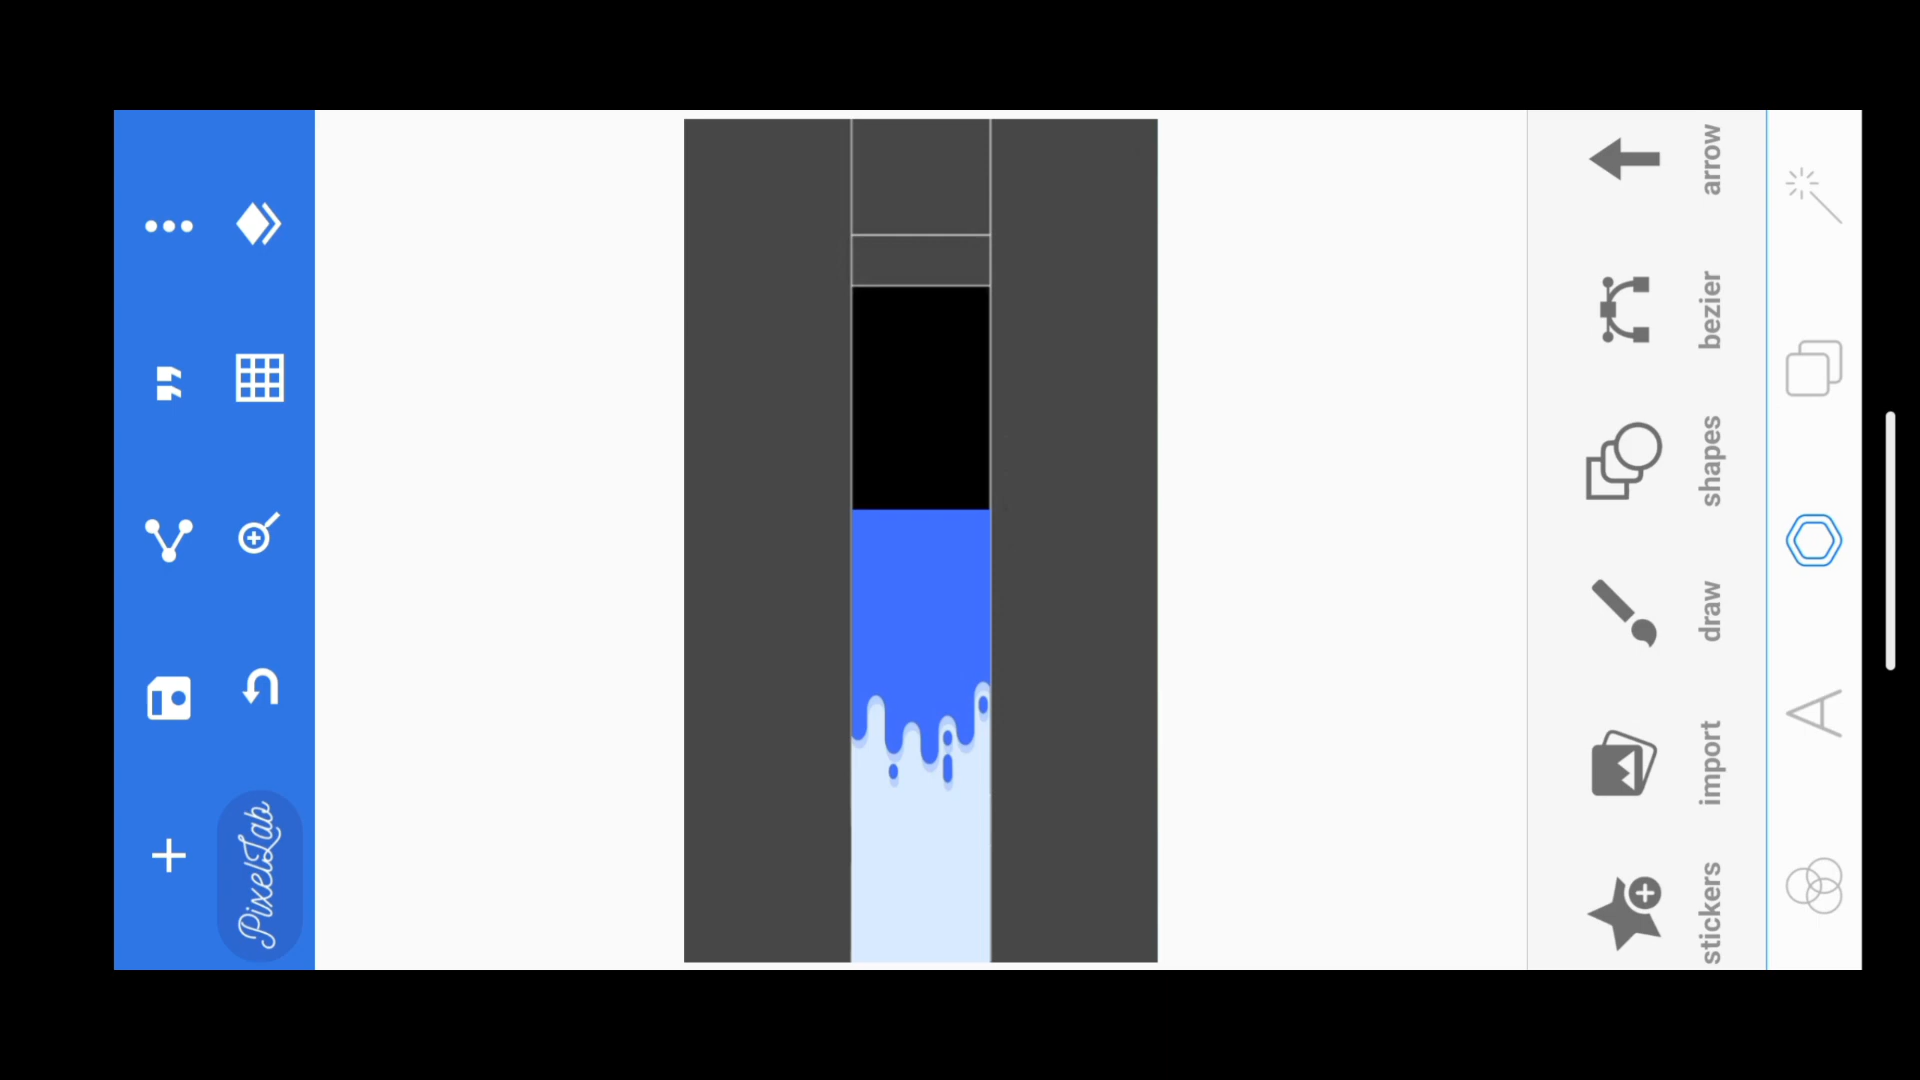 PixelLab
stickers
import
draw
shapes
bezier
arrow